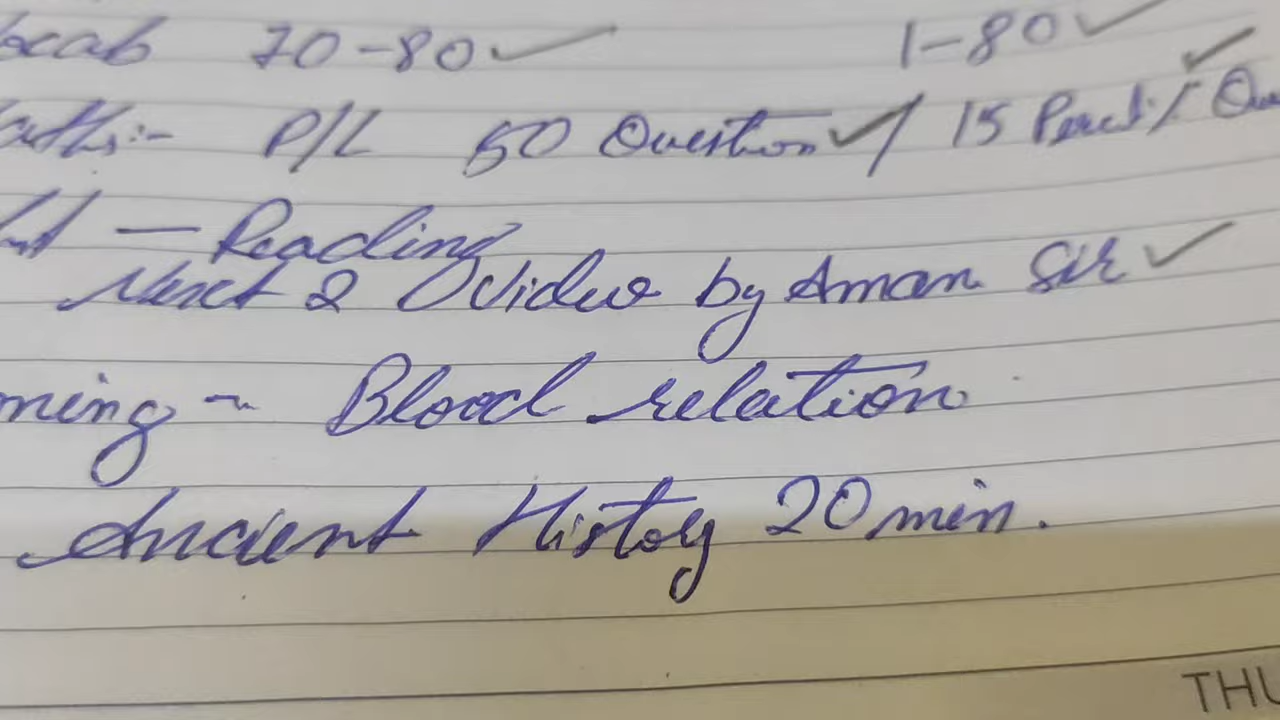 70-80 ✓ 1-80 ✓
P/L 50 Question ✓ / 15
— Reading
Next 2 Video by Aman Sir ✓
ning ~ Blood relation
Ancient History 20 min.
THU